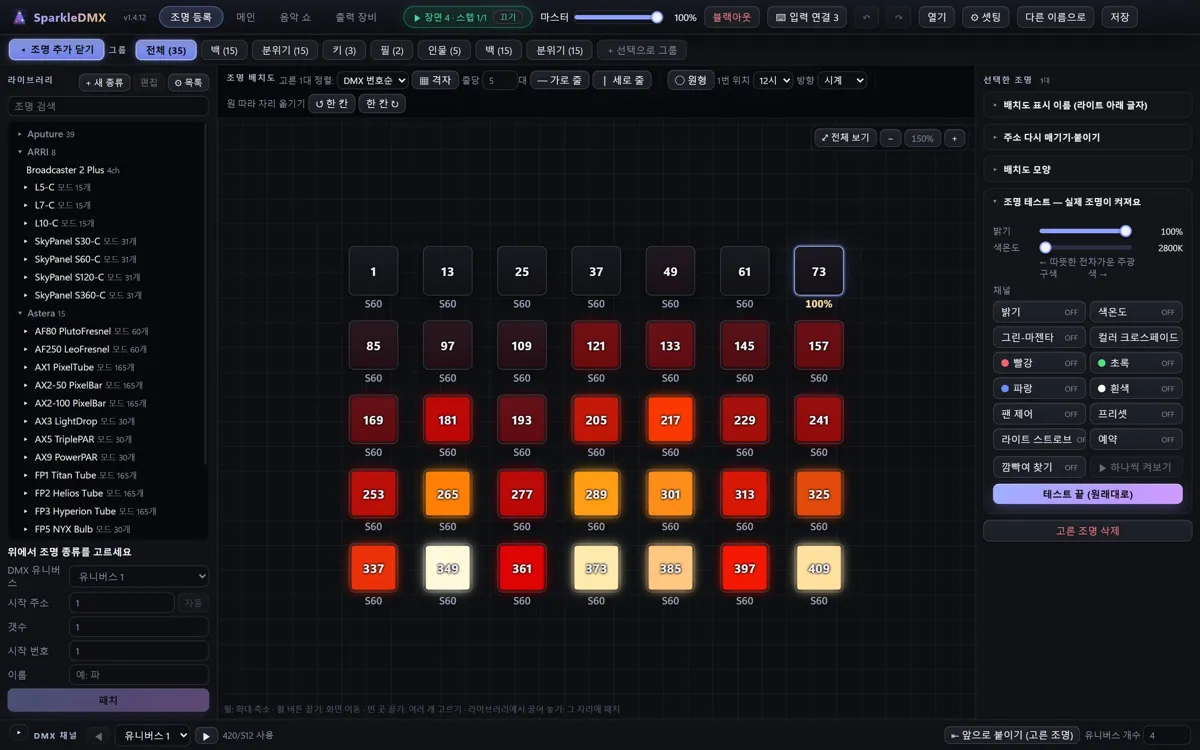 SparkleDMX v1.4.12 조명 등록 메인 음악 쇼 출력 장비 ▶ 장면 4 · 스텝 1/1 끄기 마스터 100% 블랙아웃 입력 연결 3 ↶ ↷ 열기 ⚙ 셋팅 다른 이름으로 저장
◂ 조명 추가 닫기 그룹 전체 (35) 백 (15) 분위기 (15) 키 (3) 필 (2) 인물 (5) 백 (15) 분위기 (15) + 선택으로 그룹
라이브러리 + 새 종류 편집 ⊙ 목록
조명 검색
▸ Aputure 39
▾ ARRI 8
Broadcaster 2 Plus 4ch
▸ L5-C 모드 15개
▸ L7-C 모드 15개
▸ L10-C 모드 15개
▸ SkyPanel S30-C 모드 31개
▸ SkyPanel S60-C 모드 31개
▸ SkyPanel S120-C 모드 31개
▸ SkyPanel S360-C 모드 31개
▾ Astera 15
▸ AF80 PlutoFresnel 모드 60개
▸ AF250 LeoFresnel 모드 60개
▸ AX1 PixelTube 모드 165개
▸ AX2-50 PixelBar 모드 165개
▸ AX2-100 PixelBar 모드 165개
▸ AX3 LightDrop 모드 30개
▸ AX5 TriplePAR 모드 30개
▸ AX9 PowerPAR 모드 30개
▸ FP1 Titan Tube 모드 165개
▸ FP2 Helios Tube 모드 165개
▸ FP3 Hyperion Tube 모드 165개
▸ FP5 NYX Bulb 모드 30개
위에서 조명 종류를 고르세요
DMX 유니버스 유니버스 1
시작 주소 1 자동
갯수 1
시작 번호 1
이름 예: 파
패치
조명 배치도 고른 1대 정렬: DMX 번호순 ▦ 격자 줄당 5 대 — 가로 줄 | 세로 줄 ◯ 원형 1번 위치 12시 방향 시계
원 따라 자리 옮기기 ↺ 한 칸 한 칸 ↻
⤢ 전체 보기 − 150% +
1 13 25 37 49 61 73
S60 S60 S60 S60 S60 S60 100%
85 97 109 121 133 145 157
S60 S60 S60 S60 S60 S60 S60
169 181 193 205 217 229 241
S60 S60 S60 S60 S60 S60 S60
253 265 277 289 301 313 325
S60 S60 S60 S60 S60 S60 S60
337 349 361 373 385 397 409
S60 S60 S60 S60 S60 S60 S60
휠: 확대·축소 · 휠 버튼 끌기: 화면 이동 · 빈 곳 끌기: 여러 개 고르기 · 라이브러리에서 끌어 놓기: 그 자리에 패치
선택한 조명 1대
▸ 배치도 표시 이름 (라이트 아래 글자)
▸ 주소 다시 매기기·붙이기
▸ 배치도 모양
▾ 조명 테스트 — 실제 조명이 켜져요
밝기 100%
색온도 2800K
← 따뜻한 전구색 차가운 주광색 →
채널
밝기 OFF 색온도 OFF
그린-마젠타 OFF 컬러 크로스페이드
빨강 OFF 초록 OFF
파랑 OFF 흰색 OFF
팬 제어 OFF 프리셋 OFF
라이트 스트로브 OF 예약 OFF
깜빡여 찾기 OFF ▶ 하나씩 켜보기
테스트 끝 (원래대로)
고른 조명 삭제
▸ DMX 채널 ◀ 유니버스 1 ▶ 420/512 사용 ⇤ 앞으로 붙이기 (고른 조명) 유니버스 개수 4